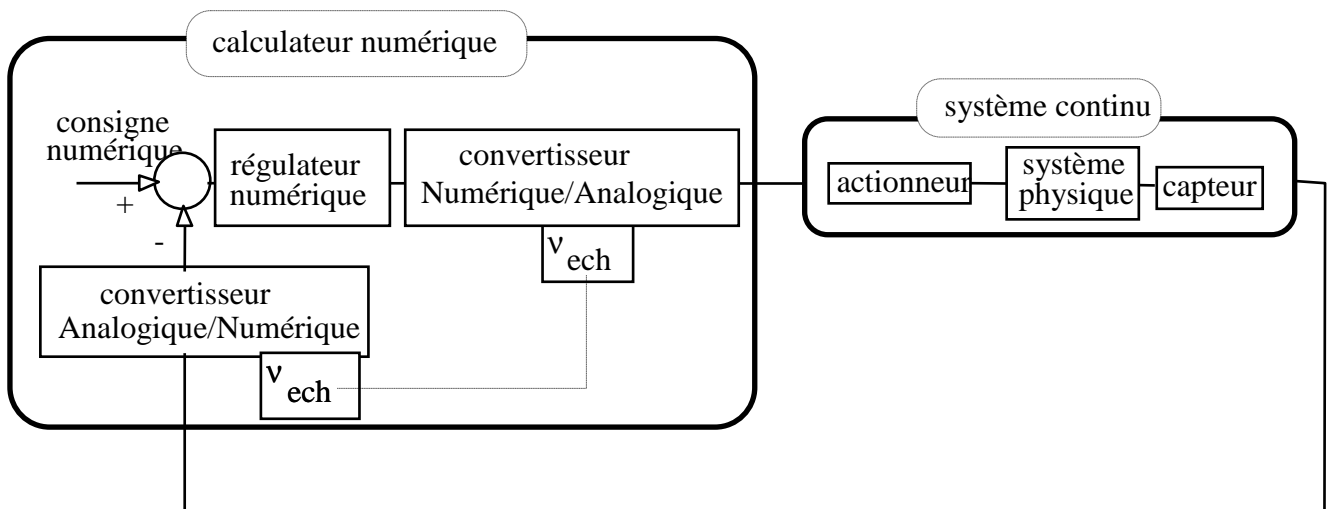 calculateur numérique
système continu
consigne
numérique
+
-
régulateur
numérique
convertisseur
Numérique/Analogique
ν ech
actionneur
système
physique
capteur
convertisseur
Analogique/Numérique
ν ech